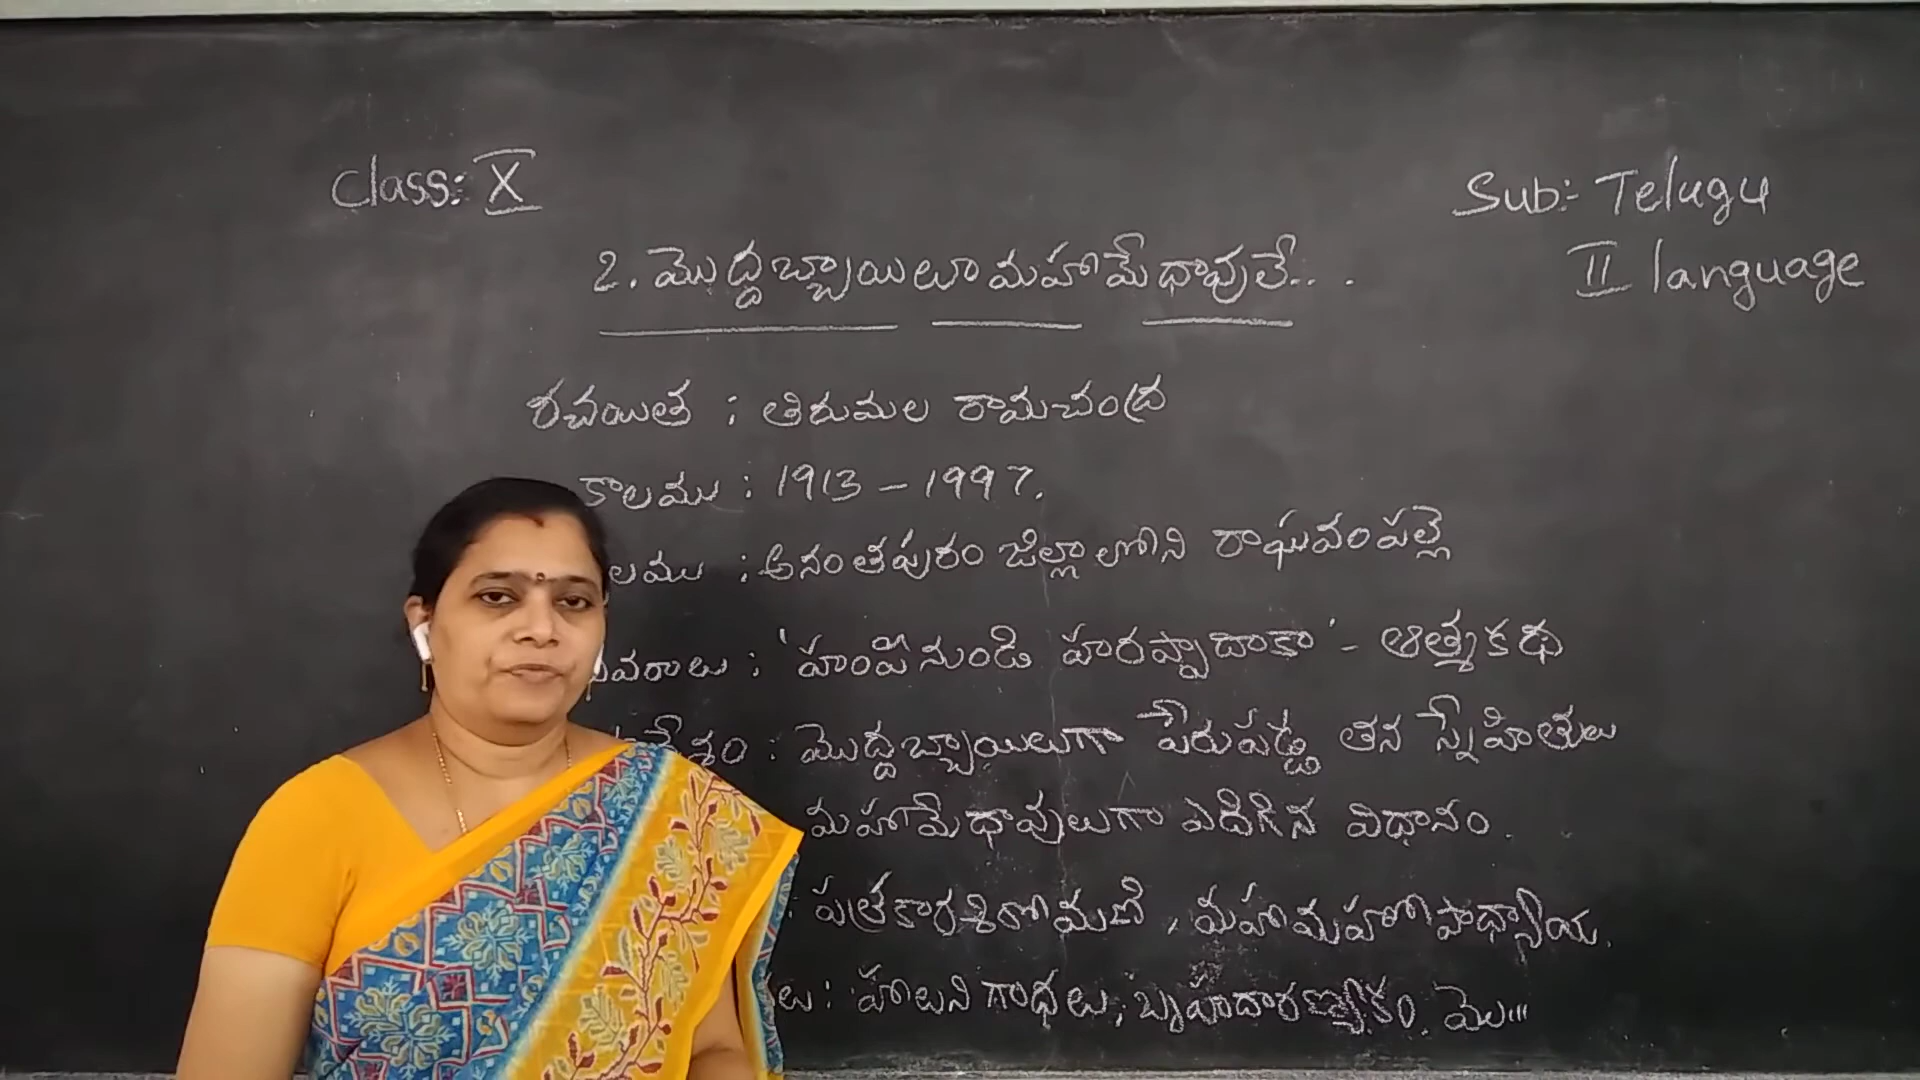 Class: X
Sub:- Telugu
II language
2. మొద్దబ్బాయిలూ మహామేధావులే.. .
రచయిత : తిరుమల రామచంద్ర
కాలము : 1913 - 1997.
లము : అనంతపురం జిల్లాలోని రాఘవంపల్లె
వివరాలు : 'హంపీనుండి హరప్పాదాకా' - ఆత్మకథ
శం : మొద్దబ్బాయిలుగా పేరుపడ్డ తన స్నేహితులు
మహామేధావులుగా ఎదిగిన విధానం.
: పత్రకారశిరోమణి, మహామహోపాధ్యాయ.
లు: హాలుని గాథలు, బృహదారణ్యకం, మొ"'